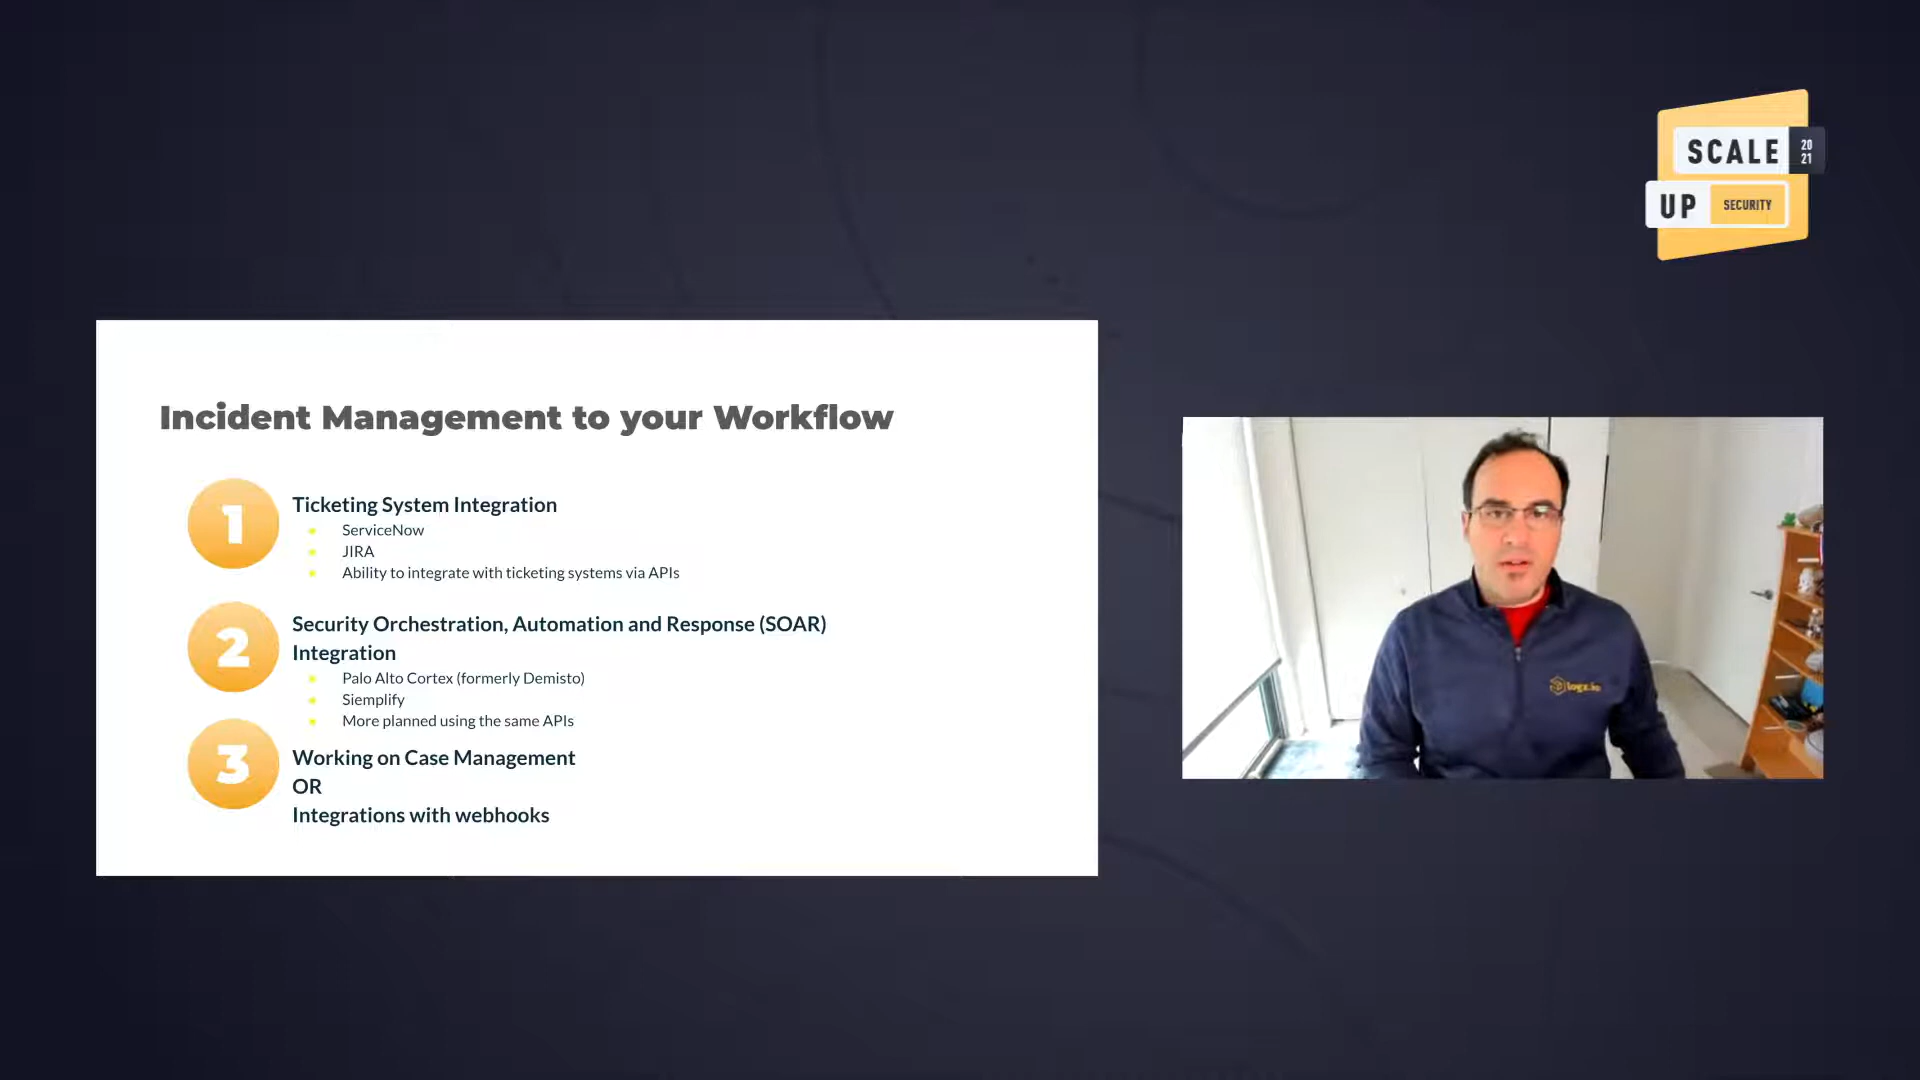 SCALE
20
21
UP
SECURITY
Incident Management to your Workflow
1
Ticketing System Integration
ServiceNow
JIRA
Ability to integrate with ticketing systems via APIs
2
Security Orchestration, Automation and Response (SOAR)
Integration
Palo Alto Cortex (formerly Demisto)
Siemplify
More planned using the same APIs
3
Working on Case Management
OR
Integrations with webhooks
logz.io